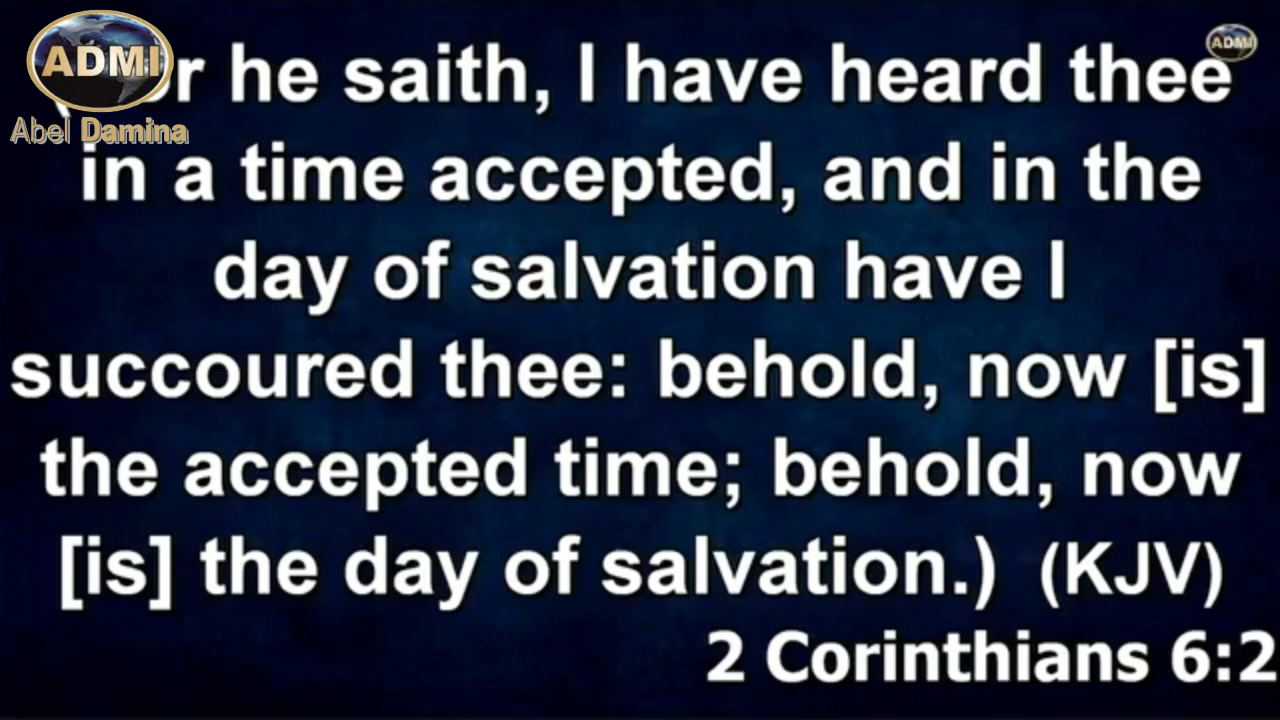 ADMI
Abel Damina
ADMI
r he saith, I have heard thee
in a time accepted, and in the
day of salvation have I
succoured thee: behold, now [is]
the accepted time; behold, now
[is] the day of salvation.) (KJV)
2 Corinthians 6:2